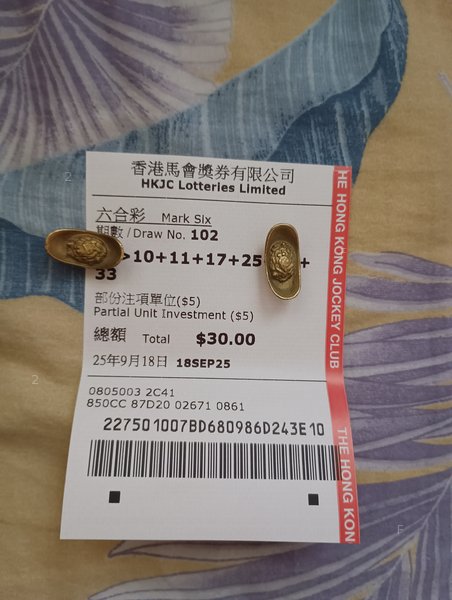 香港馬會獎券有限公司
HKJC Lotteries Limited
六合彩 Mark Six
期數/Draw No. 102
10+11+17+25 +
33
部份注項單位($5)
Partial Unit Investment ($5)
總額 Total $30.00
25年9月18日 18SEP25
0805003 2C41
850CC 87D20 02671 0861
227501007BD680986D243E10
HE HONG KONG JOCKEY CLUB
THE HONG KON
2
2
F